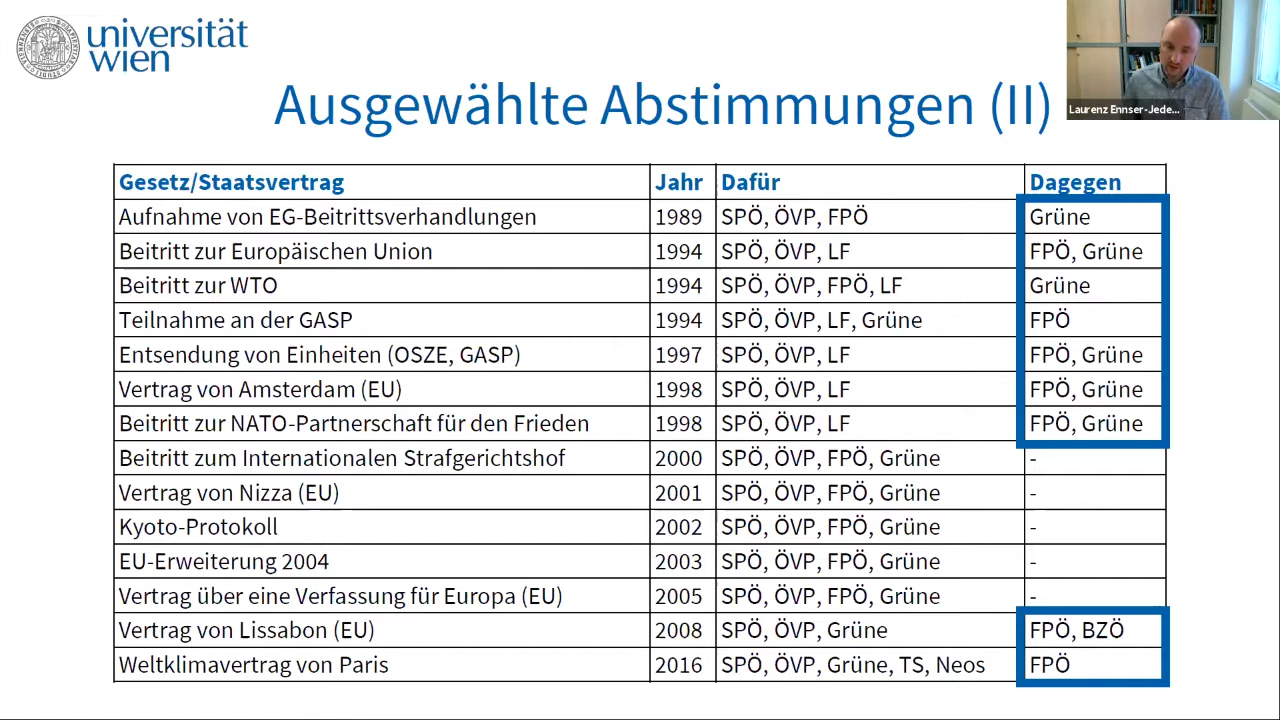 universität
wien
Laurenz Ennser-Jede...
Ausgewählte Abstimmungen (II)
Gesetz/Staatsvertrag Jahr Dafür Dagegen
Aufnahme von EG-Beitrittsverhandlungen 1989 SPÖ, ÖVP, FPÖ Grüne
Beitritt zur Europäischen Union 1994 SPÖ, ÖVP, LF FPÖ, Grüne
Beitritt zur WTO 1994 SPÖ, ÖVP, FPÖ, LF Grüne
Teilnahme an der GASP 1994 SPÖ, ÖVP, LF, Grüne FPÖ
Entsendung von Einheiten (OSZE, GASP) 1997 SPÖ, ÖVP, LF FPÖ, Grüne
Vertrag von Amsterdam (EU) 1998 SPÖ, ÖVP, LF FPÖ, Grüne
Beitritt zur NATO-Partnerschaft für den Frieden 1998 SPÖ, ÖVP, LF FPÖ, Grüne
Beitritt zum Internationalen Strafgerichtshof 2000 SPÖ, ÖVP, FPÖ, Grüne -
Vertrag von Nizza (EU) 2001 SPÖ, ÖVP, FPÖ, Grüne -
Kyoto-Protokoll 2002 SPÖ, ÖVP, FPÖ, Grüne -
EU-Erweiterung 2004 2003 SPÖ, ÖVP, FPÖ, Grüne -
Vertrag über eine Verfassung für Europa (EU) 2005 SPÖ, ÖVP, FPÖ, Grüne -
Vertrag von Lissabon (EU) 2008 SPÖ, ÖVP, Grüne FPÖ, BZÖ
Weltklimavertrag von Paris 2016 SPÖ, ÖVP, Grüne, TS, Neos FPÖ